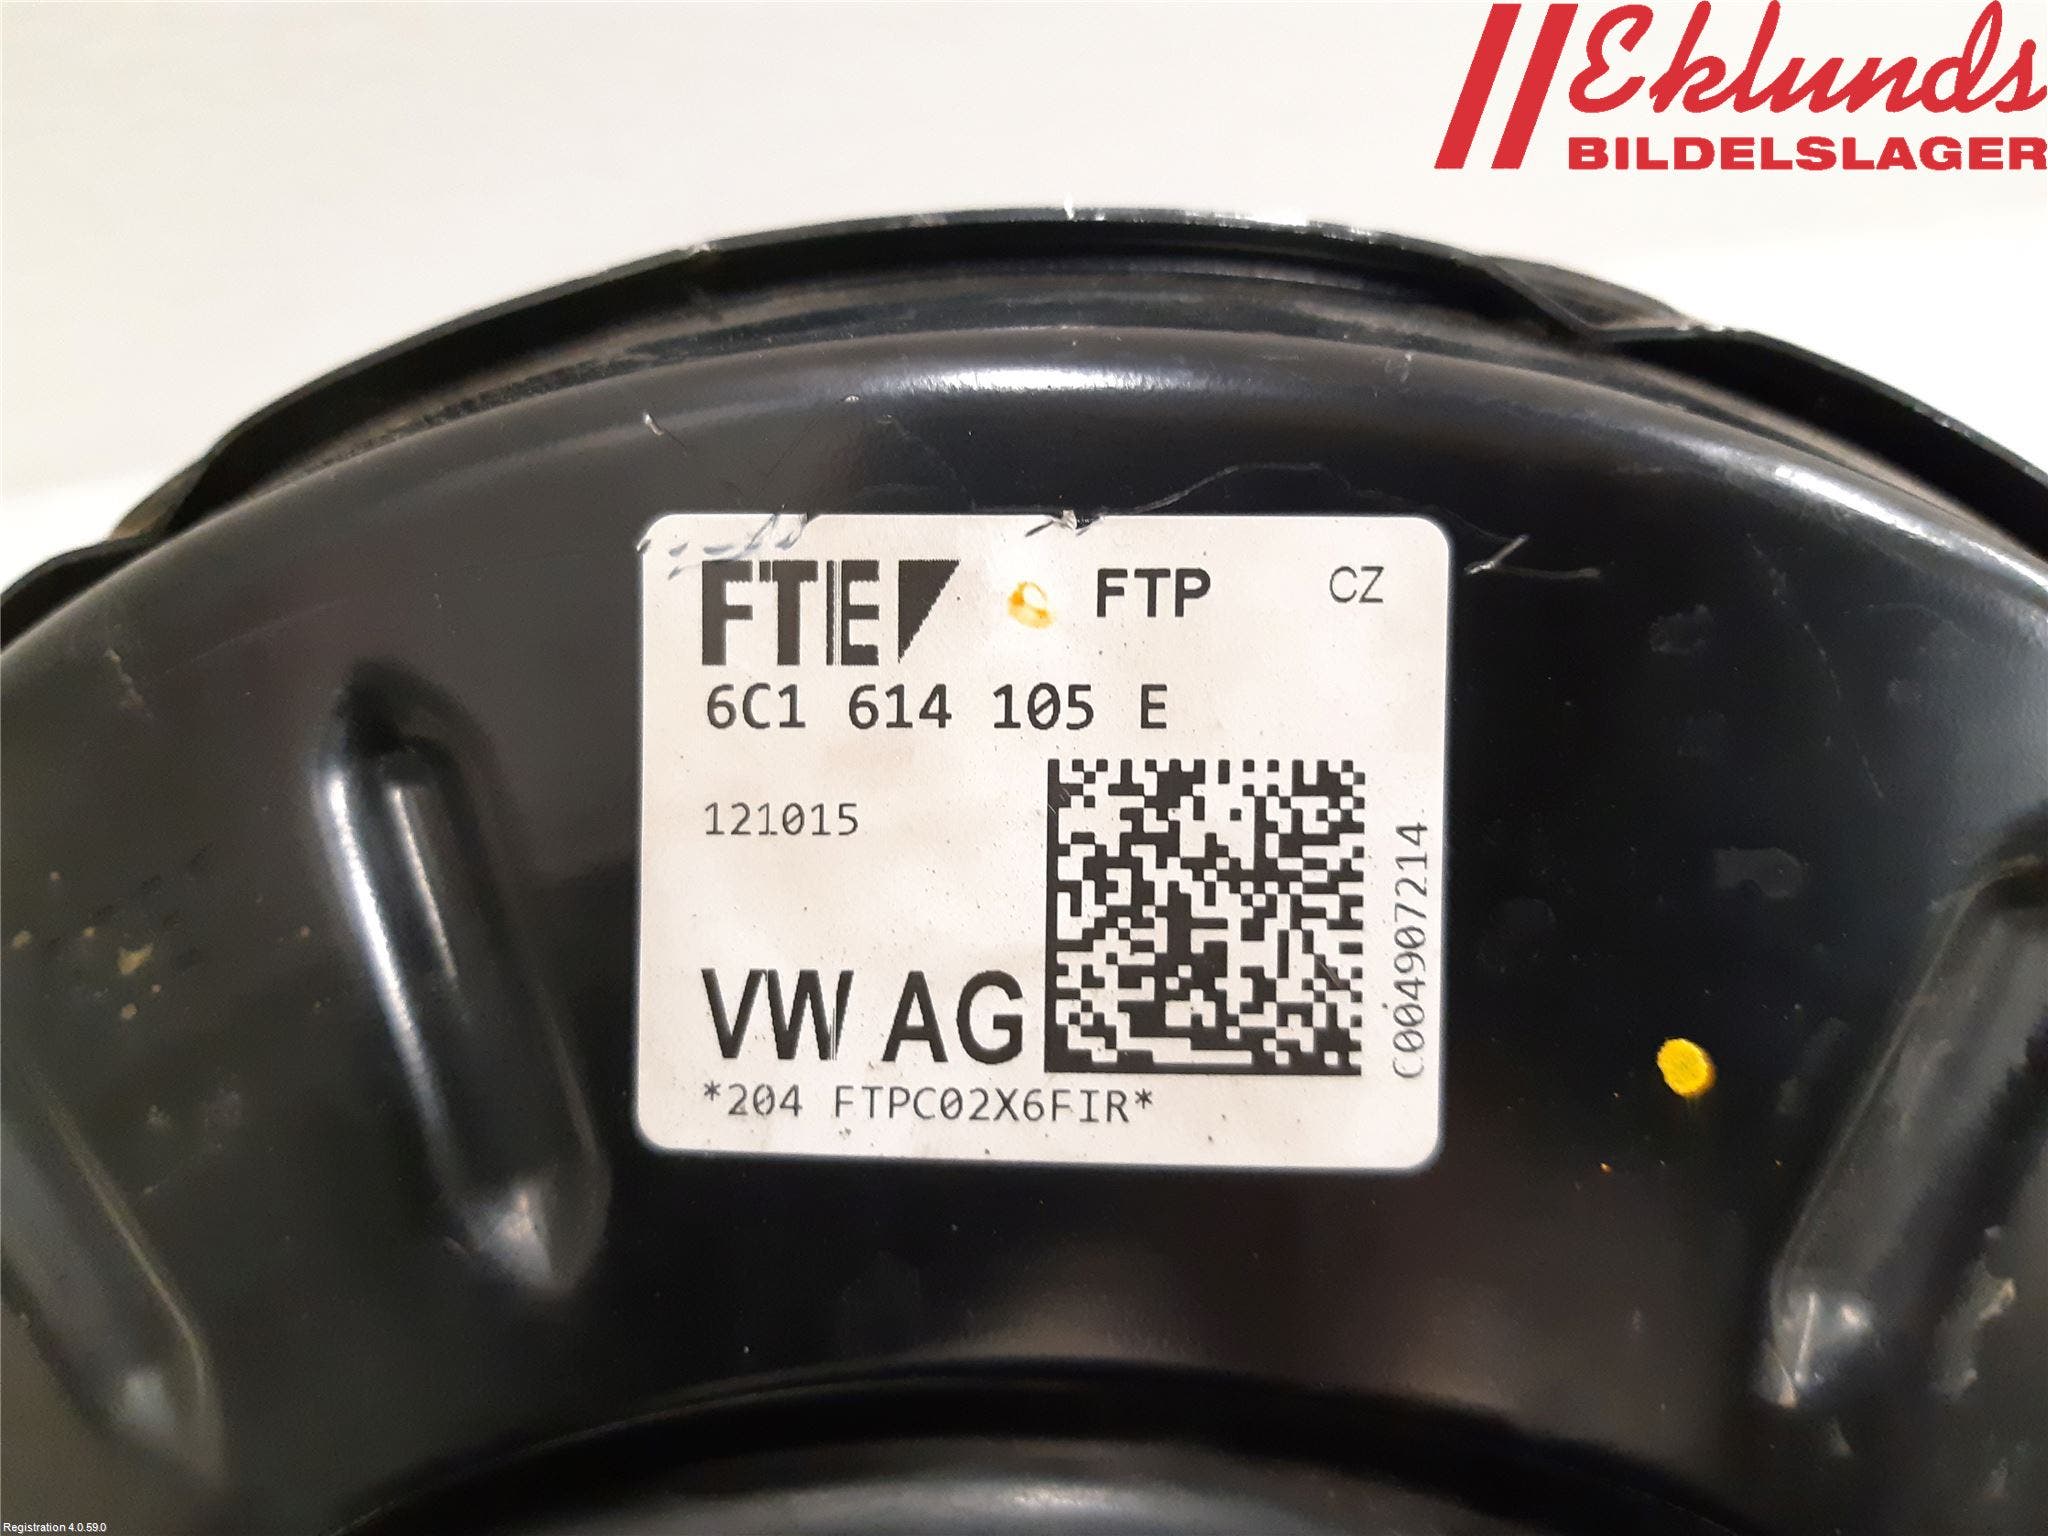 Eklunds
BILDELSLAGER
FTE FTP CZ
6C1 614 105 E
121015
C004907214
VW AG
*204 FTPC02X6FIR*
Registration 4.0.59.0